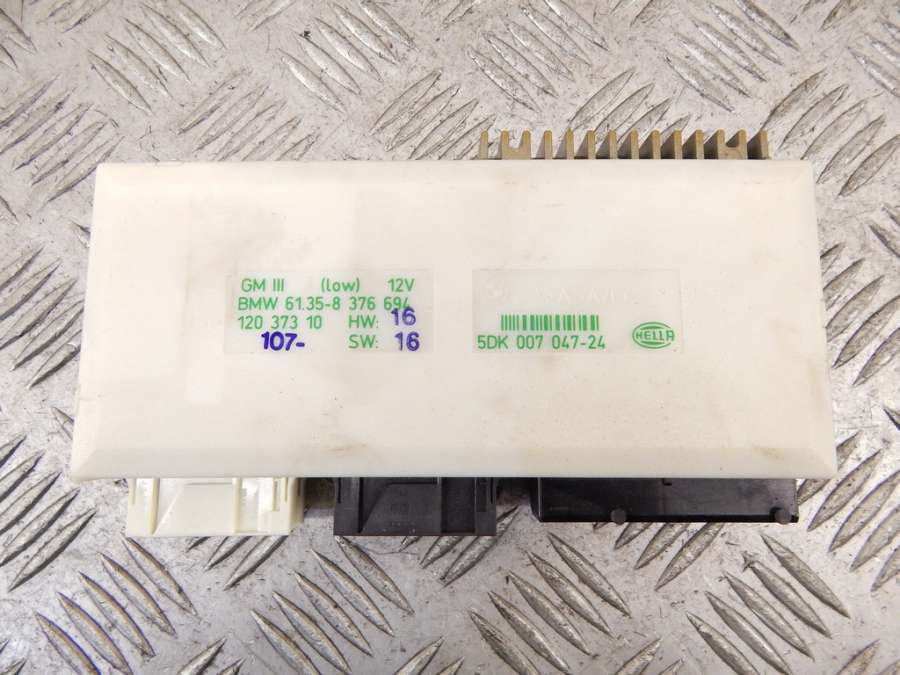 GM III (low) 12V
BMW 61.35-8 376 694
120 373 10 HW: 16
107- SW: 16
5DK 007 047-24
HELLA